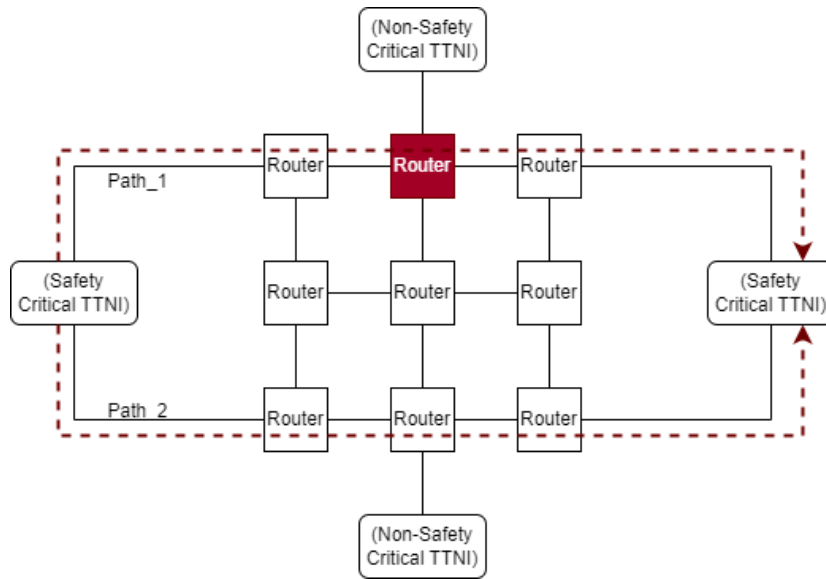 (Non-Safety
Critical TTNI)
Router
Router
Router
Path_1
(Safety
Critical TTNI)
Router
Router
Router
(Safety
Critical TTNI)
Path_2
Router
Router
Router
(Non-Safety
Critical TTNI)